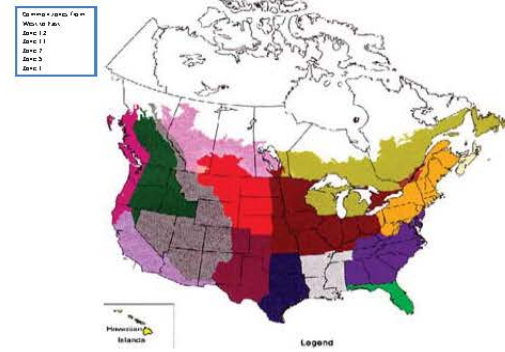 West to East
Zone 12
Zone 11
Zone 7
Zone 5
Zone 1
Hawaiian
Islands
Legend